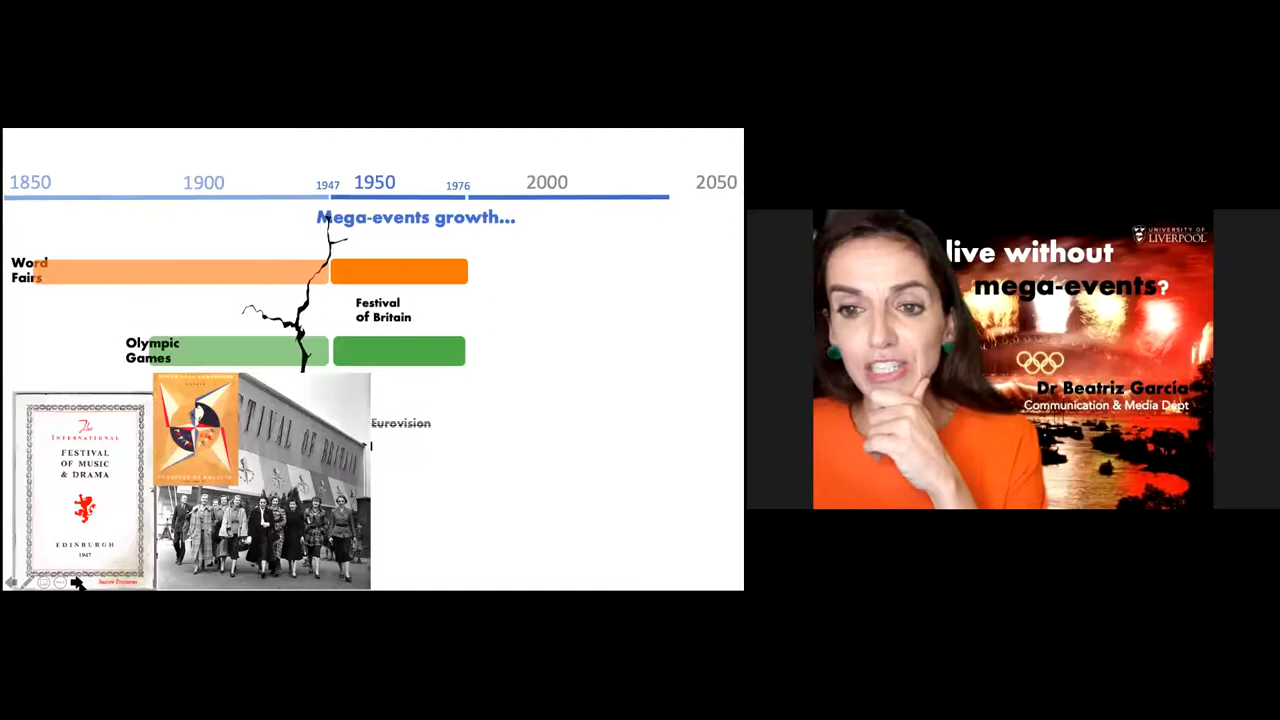 1850 1900 1947 1950 1976 2000 2050
Mega-events growth...
Word
Fairs
Festival
of Britain
Olympic
Games
Eurovision
The
INTERNATIONAL
FESTIVAL
OF MUSIC
& DRAMA
EDINBURGH
1947
FESTIVAL OF BRITAIN
UNIVERSITY OF
LIVERPOOL
live without
mega-events?
Dr Beatriz García
Communication & Media Dept